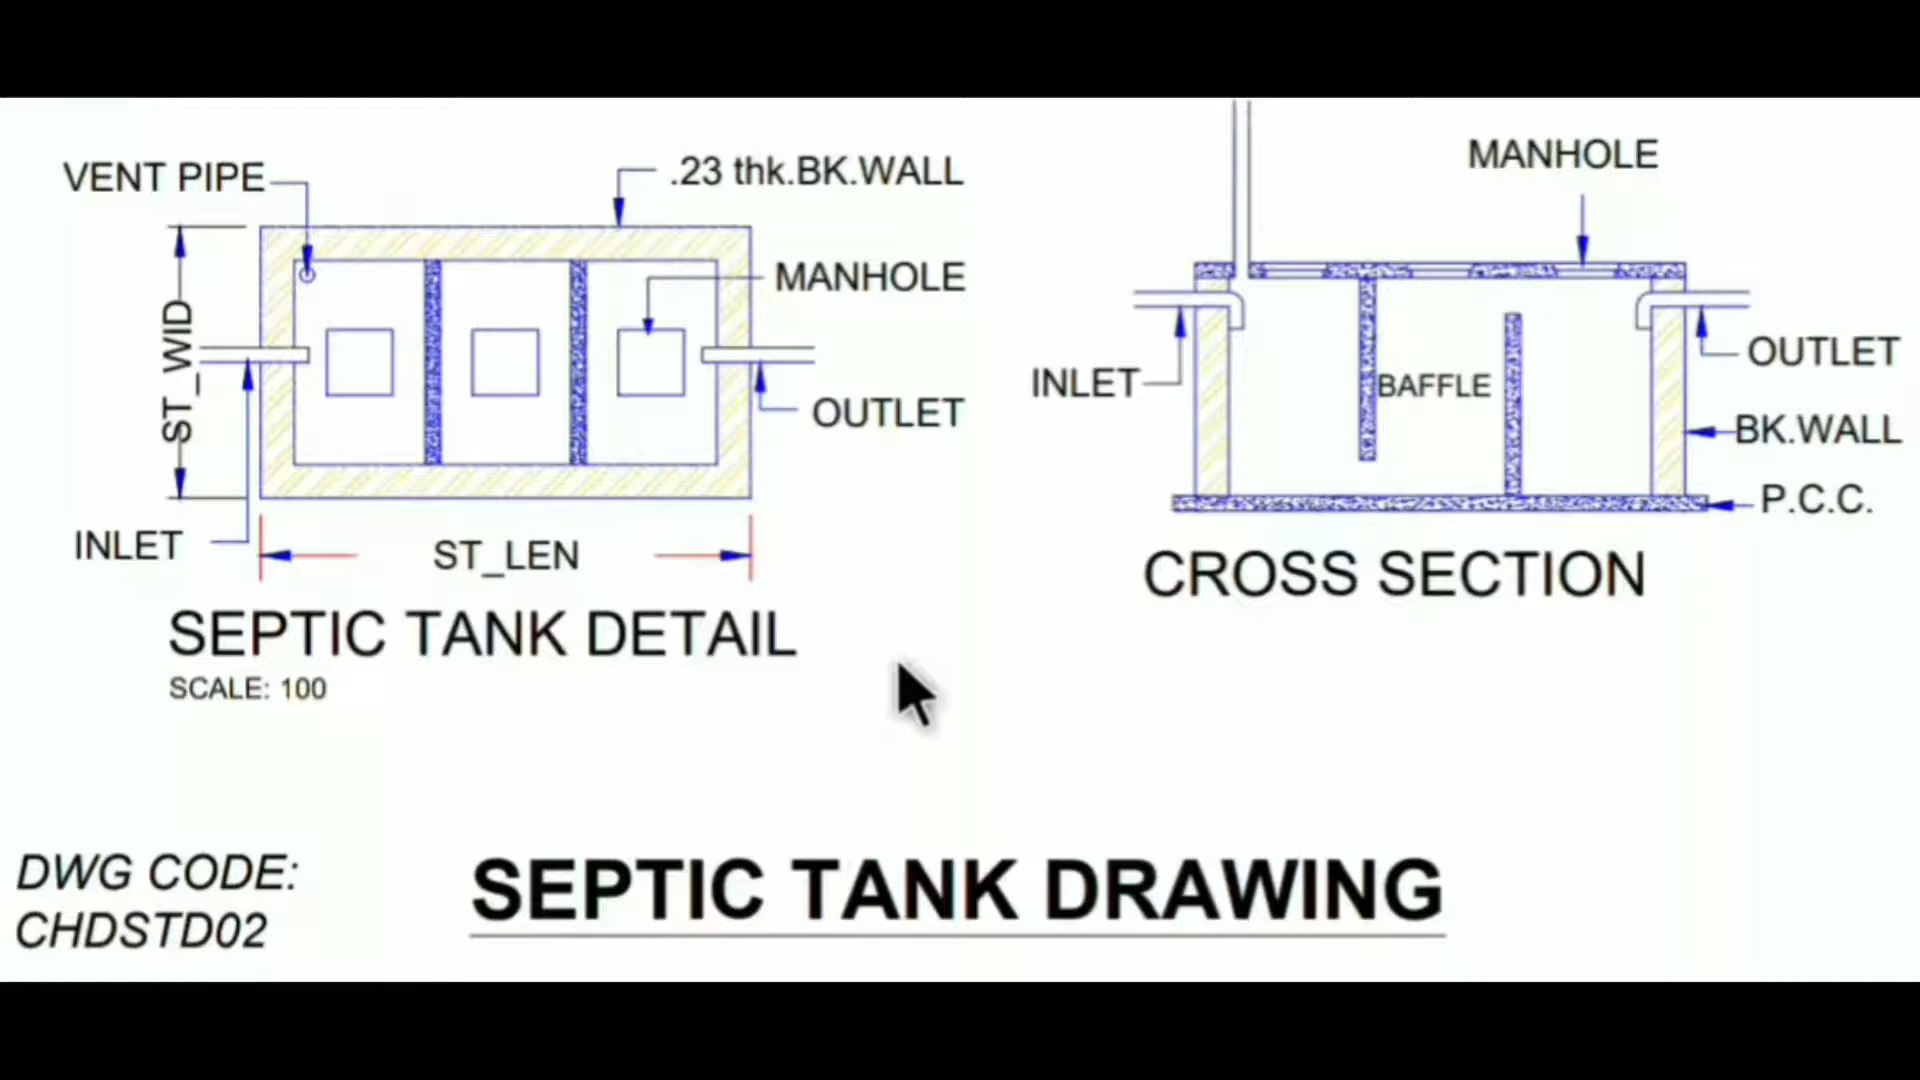 VENT PIPE
.23 thk.BK.WALL
MANHOLE
ST_WID
OUTLET
INLET
ST_LEN
SEPTIC TANK DETAIL
SCALE: 100
MANHOLE
INLET
BAFFLE
OUTLET
BK.WALL
P.C.C.
CROSS SECTION
DWG CODE:
CHDSTD02
SEPTIC TANK DRAWING